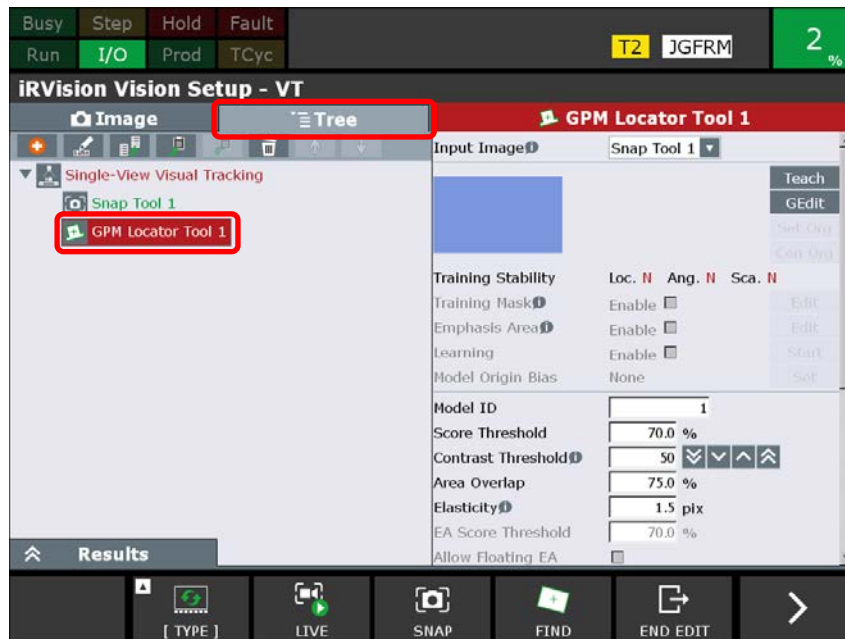 Busy Step Hold Fault
Run I/O Prod TCyc T2 JGFRM 2 %
iRVision Vision Setup - VT
Image Tree GPM Locator Tool 1
Input Image Snap Tool 1
Single-View Visual Tracking
Snap Tool 1
GPM Locator Tool 1
Teach
GEdit
Set Org
Cen Org
Training Stability Loc. N Ang. N Sca. N
Training Mask Enable Edit
Emphasis Area Enable Edit
Learning Enable Start
Model Origin Bias None Set
Model ID 1
Score Threshold 70.0 %
Contrast Threshold 50
Area Overlap 75.0 %
Elasticity 1.5 pix
EA Score Threshold 70.0 %
Allow Floating EA
Results
[ TYPE ] LIVE SNAP FIND END EDIT